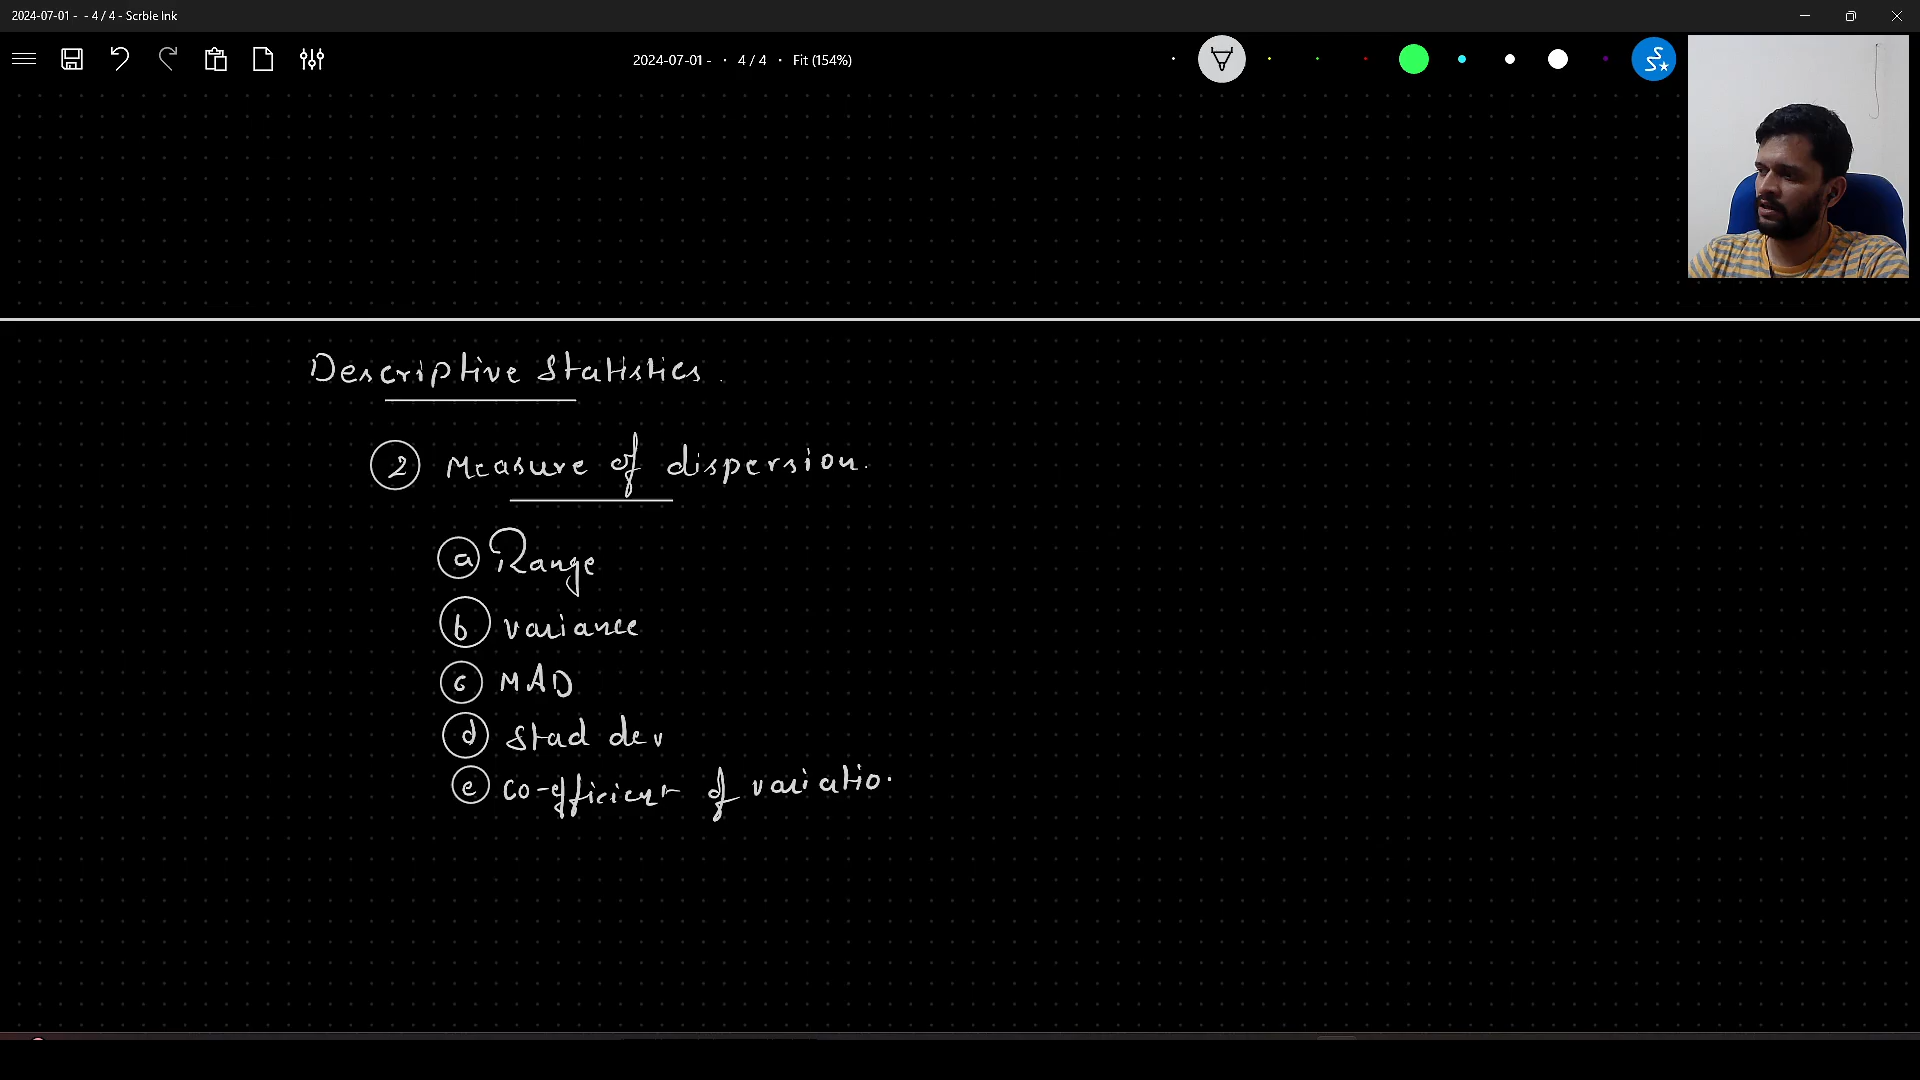 2024-07-01 -  - 4 / 4 - Scrble Ink
2024-07-01 - · 4 / 4 · Fit (154%)
Descriptive Statistics.
2 Measure of dispersion.
a Range
b variance
c MAD
d Stad dev
e co-efficient of variatio.